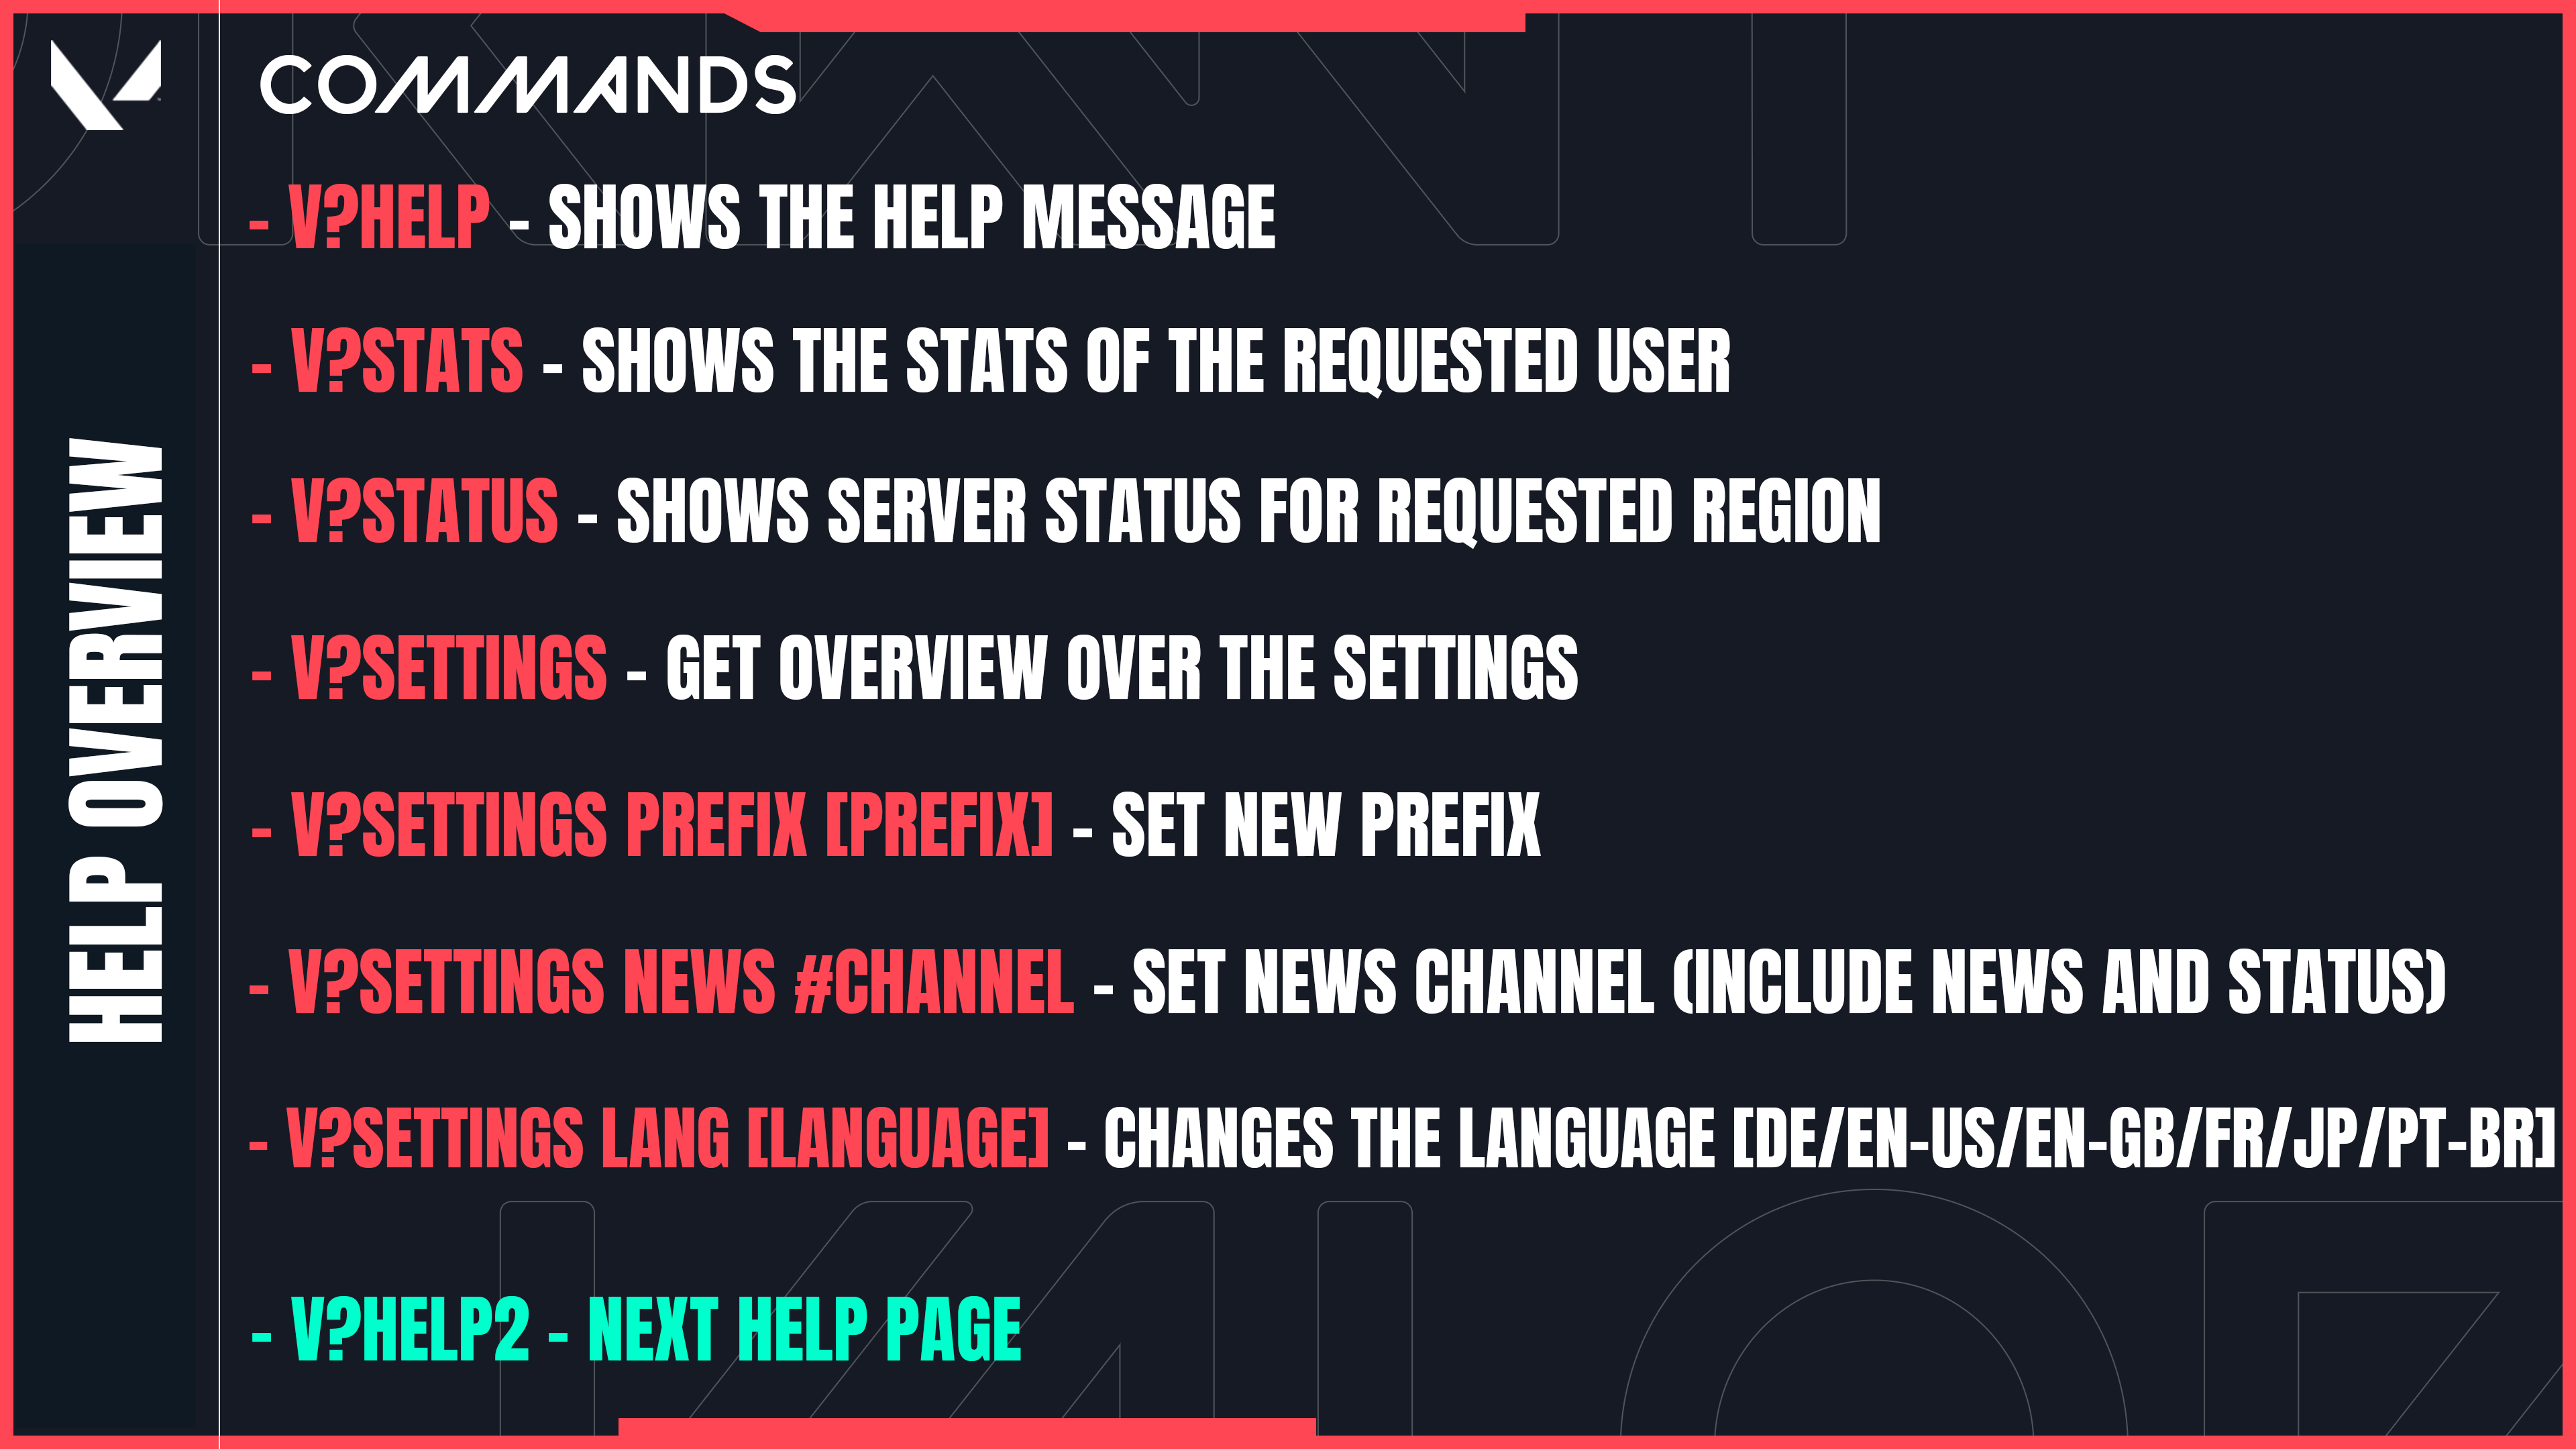 COMMANDS
- V?HELP - SHOWS THE HELP MESSAGE
- V?STATS - SHOWS THE STATS OF THE REQUESTED USER
- V?STATUS - SHOWS SERVER STATUS FOR REQUESTED REGION
- V?SETTINGS - GET OVERVIEW OVER THE SETTINGS
- V?SETTINGS PREFIX [PREFIX] - SET NEW PREFIX
- V?SETTINGS NEWS #CHANNEL - SET NEWS CHANNEL (INCLUDE NEWS AND STATUS)
- V?SETTINGS LANG [LANGUAGE] - CHANGES THE LANGUAGE [DE/EN-US/EN-GB/FR/JP/PT-BR]
- V?HELP2 - NEXT HELP PAGE
HELP OVERVIEW